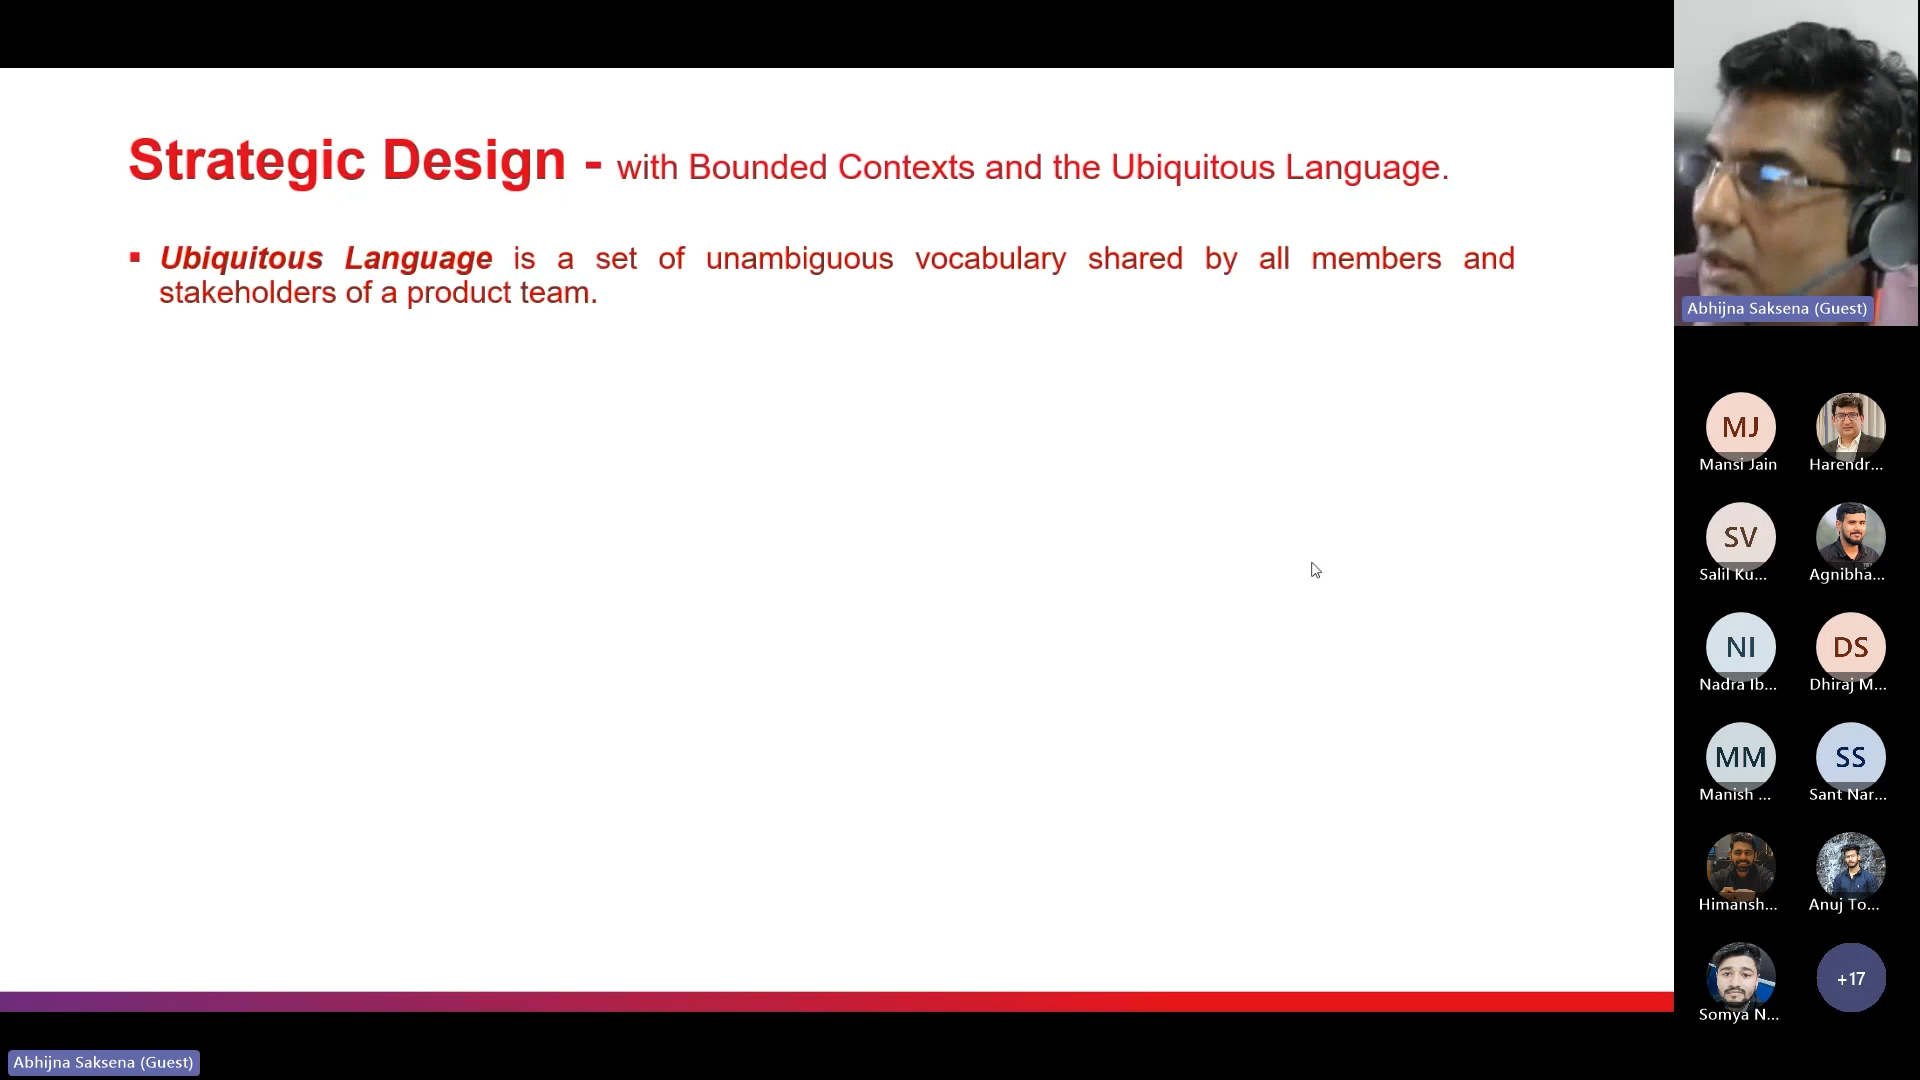 Strategic Design - with Bounded Contexts and the Ubiquitous Language.
▪ Ubiquitous Language is a set of unambiguous vocabulary shared by all members and
stakeholders of a product team.
Abhijna Saksena (Guest)
MJ
Mansi Jain
Harendr...
SV
Salil Ku...
Agnibha...
NI
Nadra Ib...
DS
Dhiraj M...
MM
Manish ...
SS
Sant Nar...
Himansh...
Anuj To...
Somya N...
+17
Abhijna Saksena (Guest)